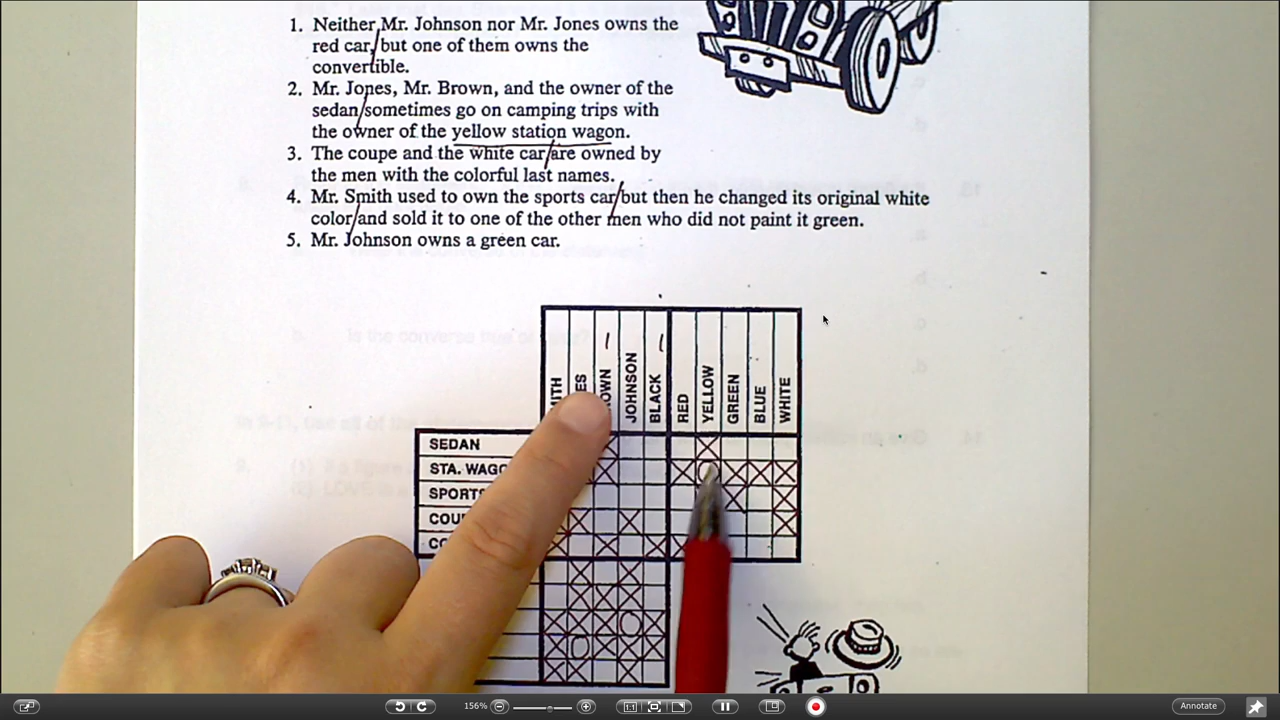 1. Neither Mr. Johnson nor Mr. Jones owns the
red car, but one of them owns the
convertible.
2. Mr. Jones, Mr. Brown, and the owner of the
sedan sometimes go on camping trips with
the owner of the yellow station wagon.
3. The coupe and the white car are owned by
the men with the colorful last names.
4. Mr. Smith used to own the sports car but then he changed its original white
color and sold it to one of the other men who did not paint it green.
5. Mr. Johnson owns a green car.
JOHNSON
BLACK
RED
YELLOW
GREEN
BLUE
WHITE
SEDAN
STA.
156%
Annotate